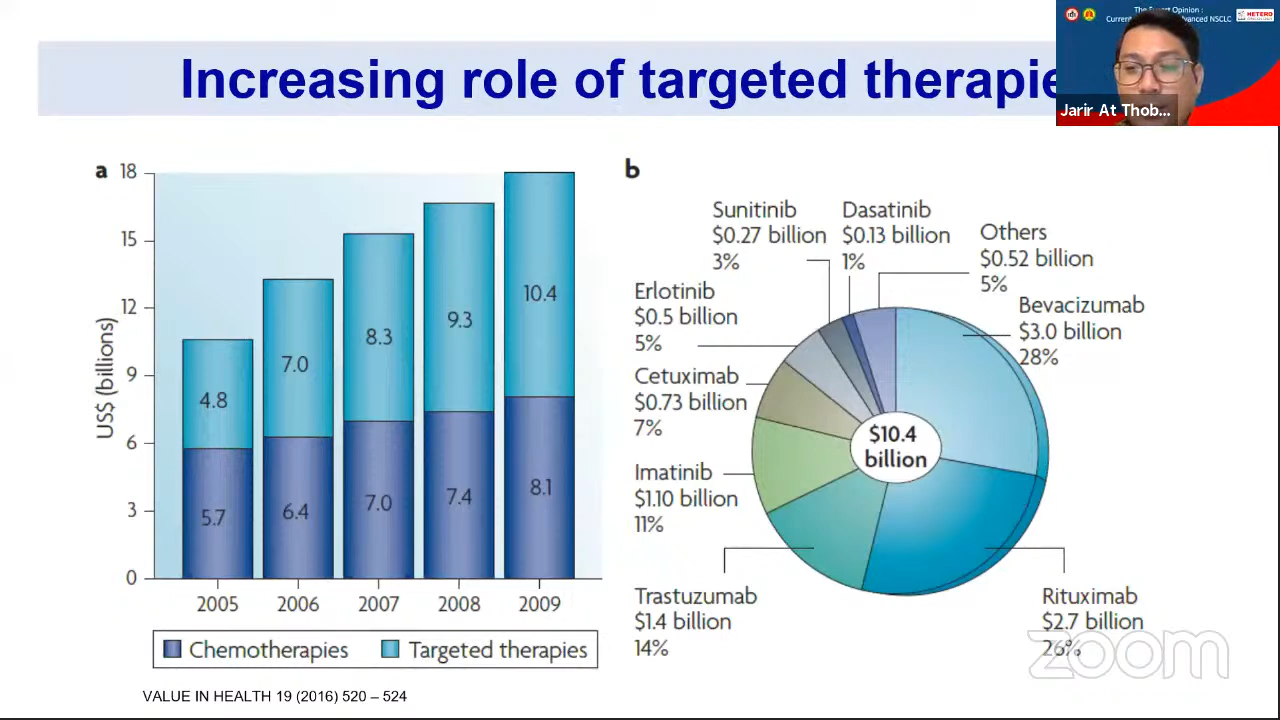 The Expert Opinion :
Increasing role of targeted therapie
HETERO
Jarir At Thob...
a
18
15
12
9
6
3
0
US$ (billions)
4.8
7.0
8.3
9.3
10.4
5.7
6.4
7.0
7.4
8.1
2005
2006
2007
2008
2009
Chemotherapies
Targeted therapies
b
Sunitinib
$0.27 billion
3%
Dasatinib
$0.13 billion
1%
Others
$0.52 billion
5%
Bevacizumab
$3.0 billion
28%
Erlotinib
$0.5 billion
5%
Cetuximab
$0.73 billion
7%
Imatinib
$1.10 billion
11%
$10.4
billion
Trastuzumab
$1.4 billion
14%
Rituximab
$2.7 billion
26%
zoom
VALUE IN HEALTH 19 (2016) 520 – 524